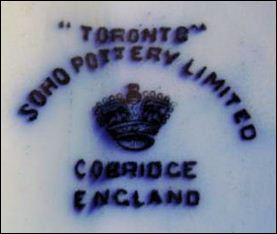 "TORONTO"
SOHO POTTERY LIMITED
COBRIDGE
ENGLAND